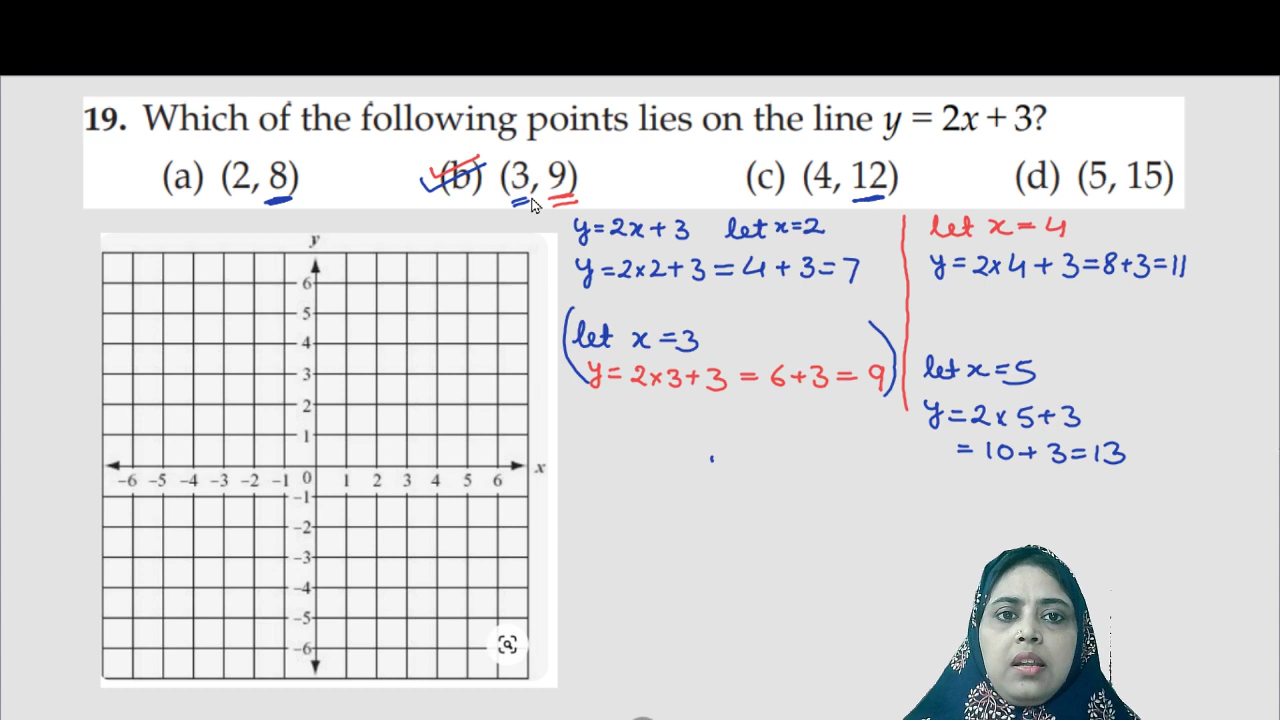 19. Which of the following points lies on the line y = 2x + 3?
(a) (2, 8) (b) (3, 9) (c) (4, 12) (d) (5, 15)
y=2x+3 let x=2
y=2×2+3=4+3=7
let x=3
y=2×3+3=6+3=9
let x=4
y=2×4+3=8+3=11
let x=5
y=2×5+3
=10+3=13
y
6
5
4
3
2
1
-6 -5 -4 -3 -2 -1 0 1 2 3 4 5 6 x
-1
-2
-3
-4
-5
-6